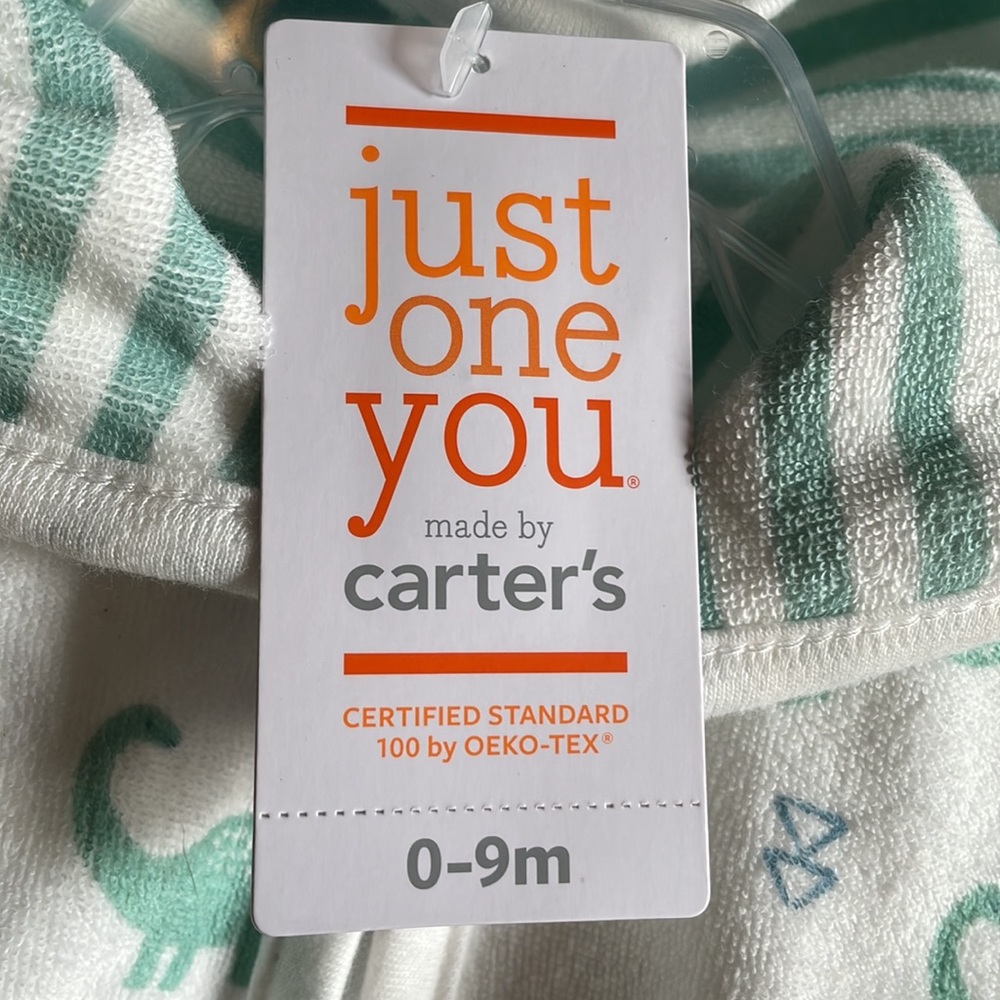 just
one
you®
made by
carter's
CERTIFIED STANDARD
100 by OEKO-TEX®
0-9m